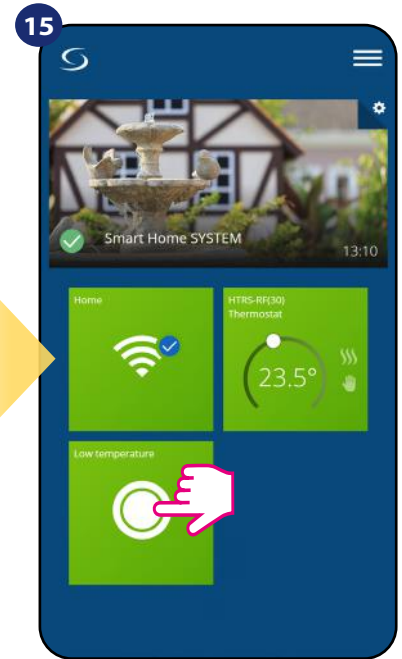 15
Smart Home SYSTEM
13:10
Home
HTRS-RF(30)
Thermostat
23.5°
Low temperature